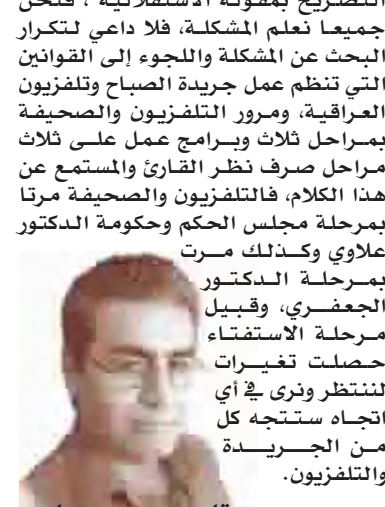 التصريح بمقولة الاستقلالية ، فنحن
جميعا نعلم المشكلة، فلا داعي لتكرار
البحث عن المشكلة واللجوء إلى القوانين
التي تنظم عمل جريدة الصباح وتلفزيون
العراقية، ومرور التلفزيون والصحيفة
بمراحل ثلاث وبرامج عمل على ثلاث
مراحل صرف نظر القارئ والمستمع عن
هذا الكلام، فالتلفزيون والصحيفة مرتا
بمرحلة مجلس الحكم وحكومة الدكتور
علاوي وكذلك مرت
بمرحلة الدكتور
الجعفري، وقبيل
مرحلة الاستفتاء
حصلت تغيرات
لننتظر ونرى في أي
اتجاه ستتجه كل
من الجريدة
والتلفزيون.